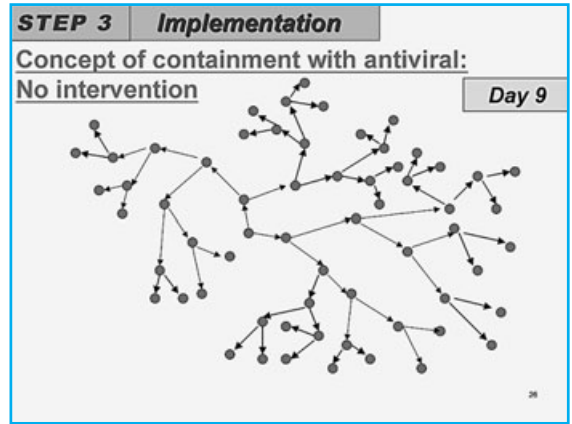 STEP 3 Implementation
Concept of containment with antiviral:
No intervention
Day 9
26